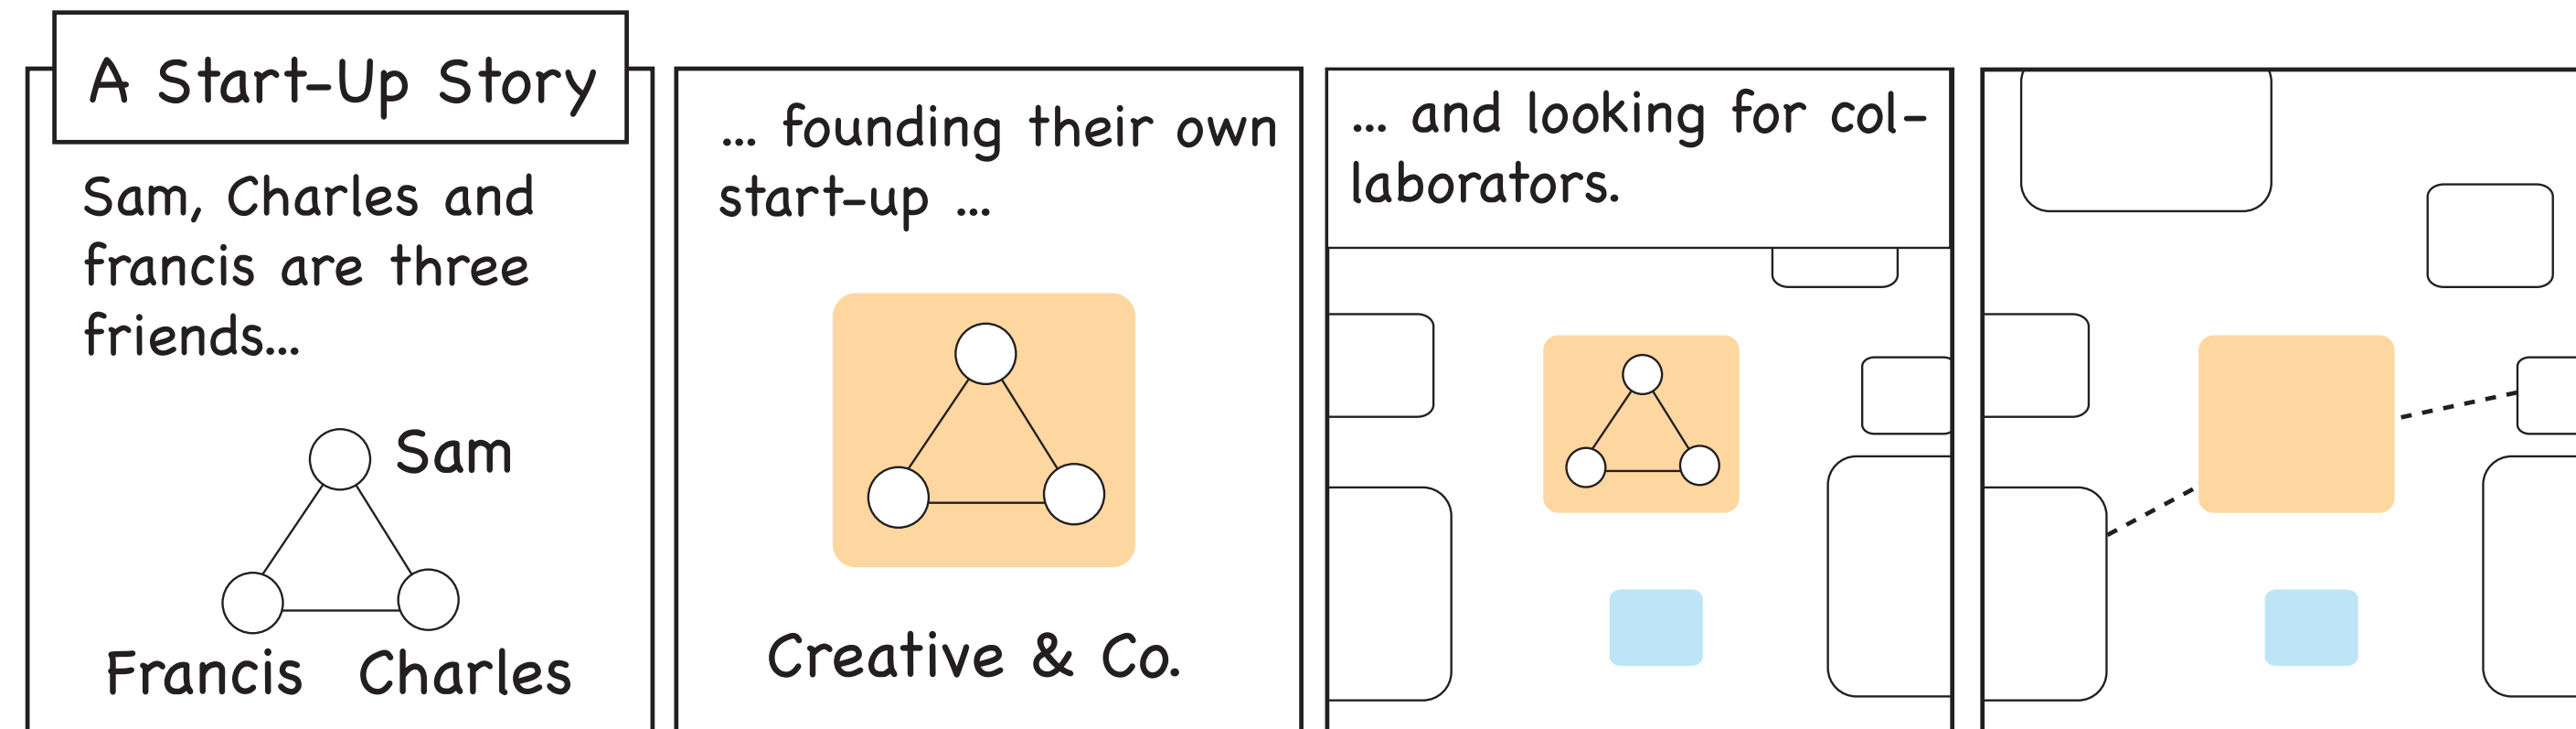 A Start-Up Story
Sam, Charles and
francis are three
friends...
Sam
Francis Charles
... founding their own
start-up ...
Creative & Co.
... and looking for col-
laborators.